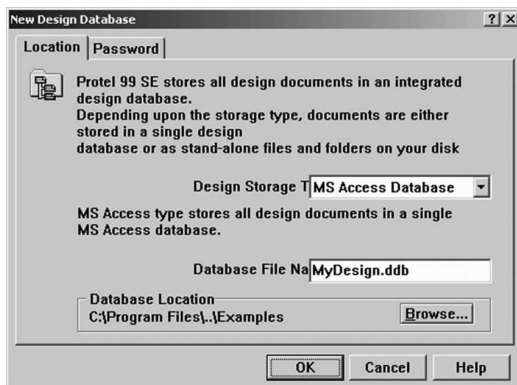 New Design Database
Location Password
Protel 99 SE stores all design documents in an integrated
design database.
Depending upon the storage type, documents are either
stored in a single design
database or as stand-alone files and folders on your disk
Design Storage T MS Access Database
MS Access type stores all design documents in a single
MS Access database.
Database File Na MyDesign.ddb
Database Location
C:\Program Files\..\Examples Browse...
OK Cancel Help